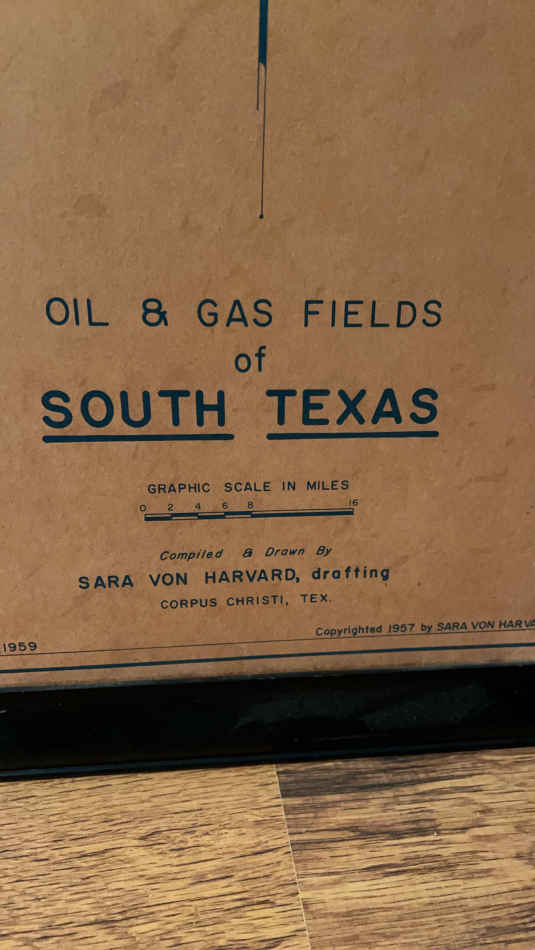 OIL & GAS FIELDS
of
SOUTH TEXAS
GRAPHIC SCALE IN MILES
0 2 4 6 8 16
Compiled & Drawn By
SARA VON HARVARD, drafting
CORPUS CHRISTI, TEX.
Copyrighted 1957 by SARA VON HARVA
1959